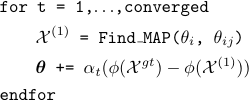 for t = 1,...,converged
𝒳⁽¹⁾ = Find_MAP(θᵢ, θᵢⱼ)
𝜽 += αₜ(ϕ(𝒳ᵍᵗ) − ϕ(𝒳⁽¹⁾))
endfor